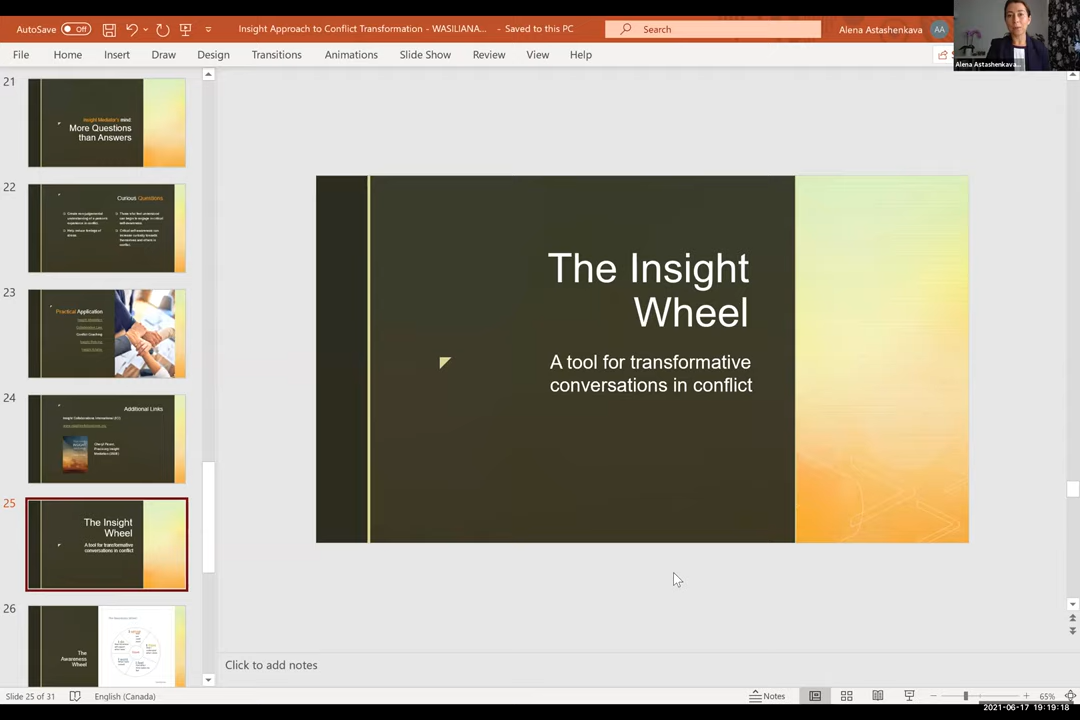 AutoSave Off
Insight Approach to Conflict Transformation - WASILIANA... - Saved to this PC
Search
Alena Astashenkava AA
Alena Astashenkava...
File Home Insert Draw Design Transitions Animations Slide Show Review View Help
21
Insight Mediator's mind
More Questions
than Answers
22
Curious Questions
23
Practical Application
Conflict Coaching
24
Additional Links
25
The Insight
Wheel
A tool for transformative
conversations in conflict
26
The
Awareness
Wheel
The Insight
Wheel
A tool for transformative
conversations in conflict
Click to add notes
Slide 25 of 31 English (Canada) Notes 65%
2021-06-17 19:19:18